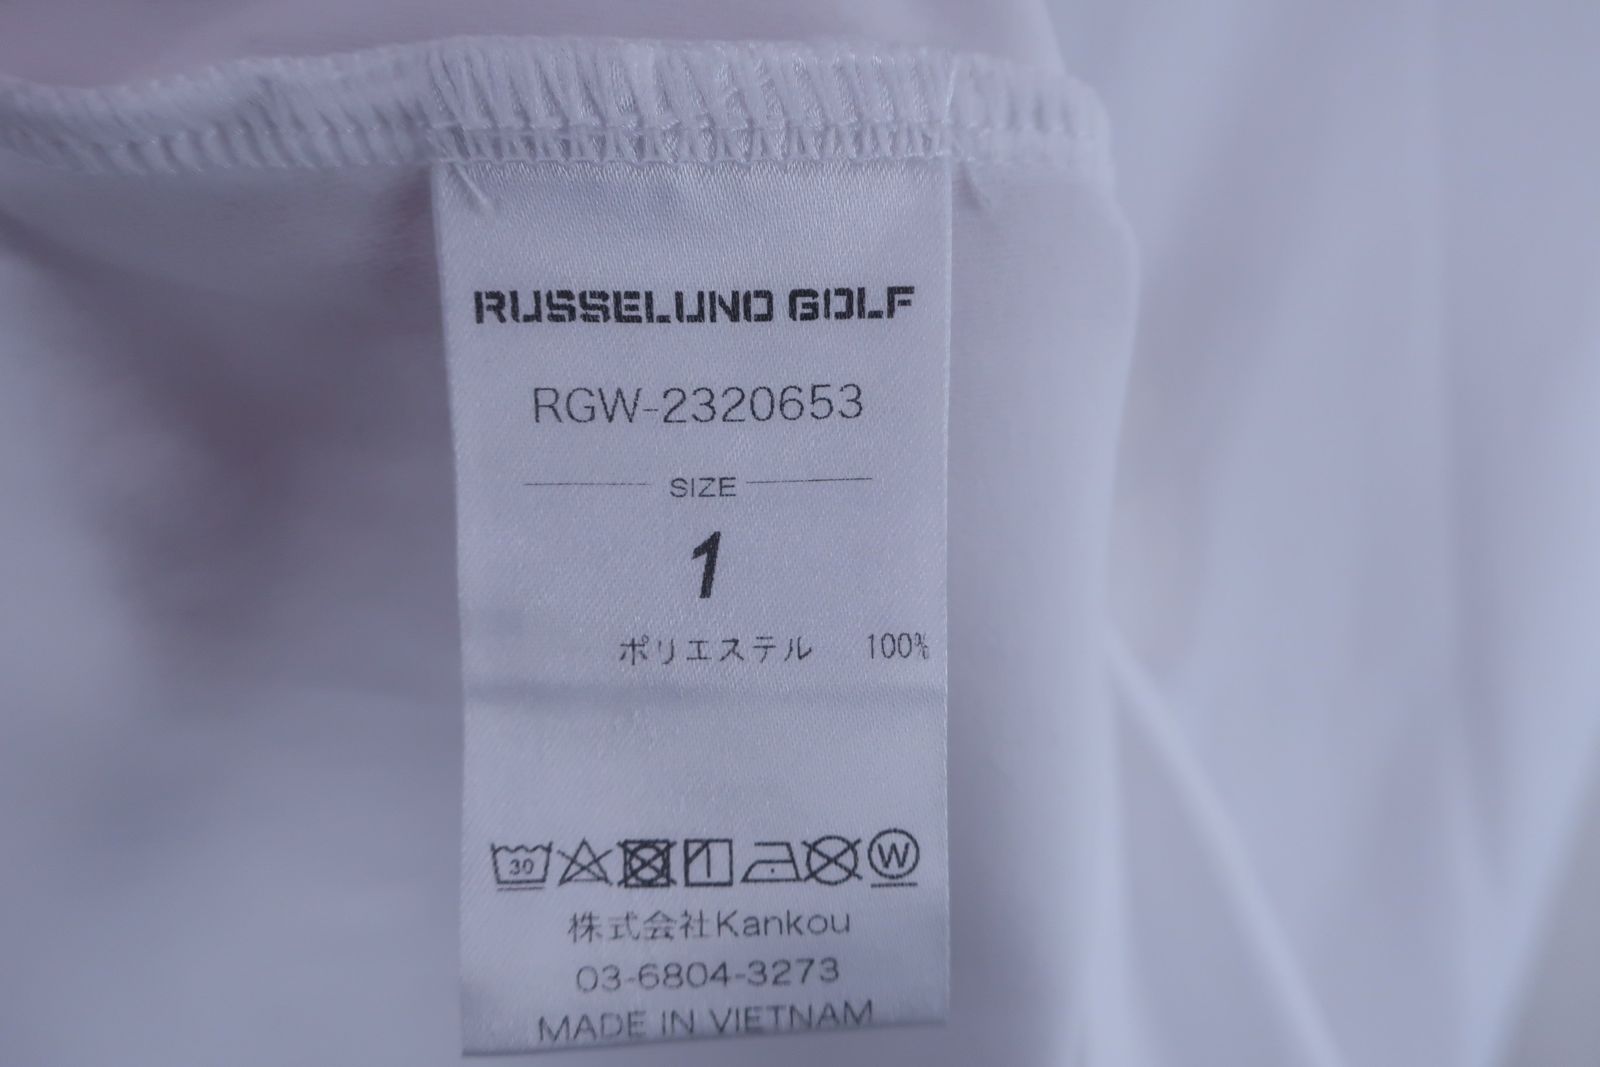 RUSSELUNO GOLF
RGW-2320653
SIZE
1
ポリエステル 100%
30 W
株式会社Kankou
03-6804-3273
MADE IN VIETNAM